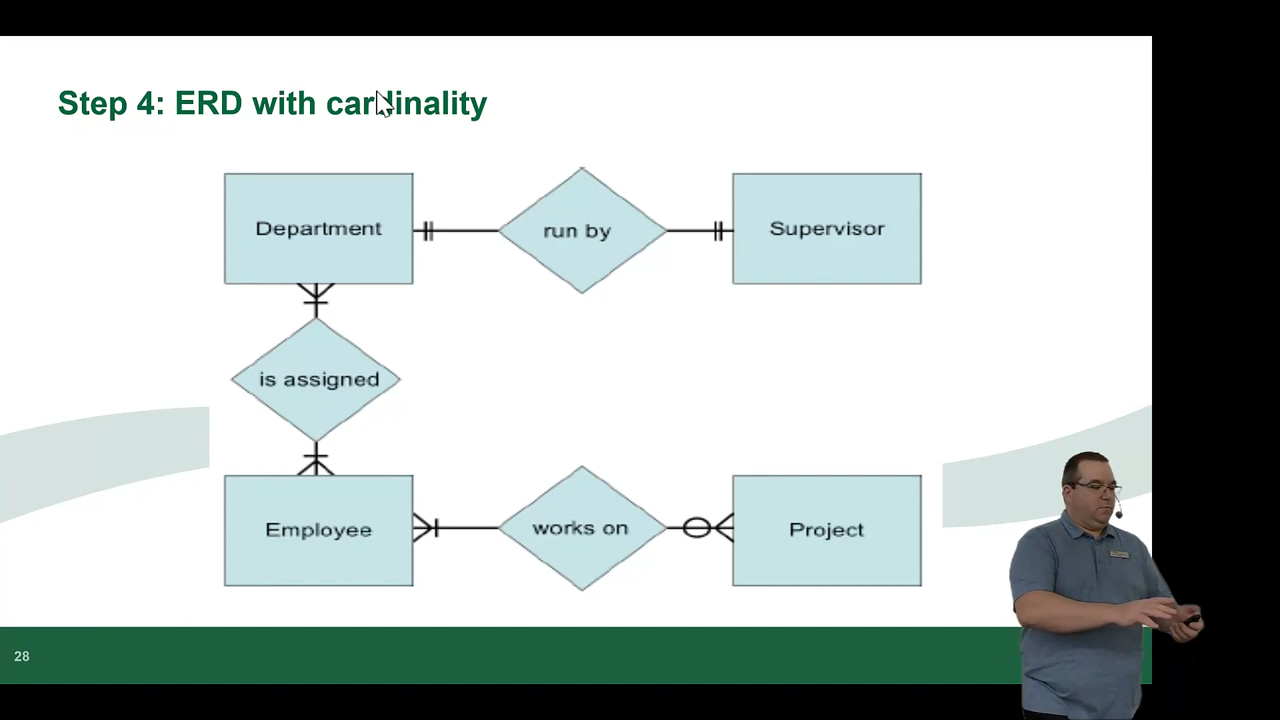 Step 4: ERD with cardinality
Department
run by
Supervisor
is assigned
Employee
works on
Project
28